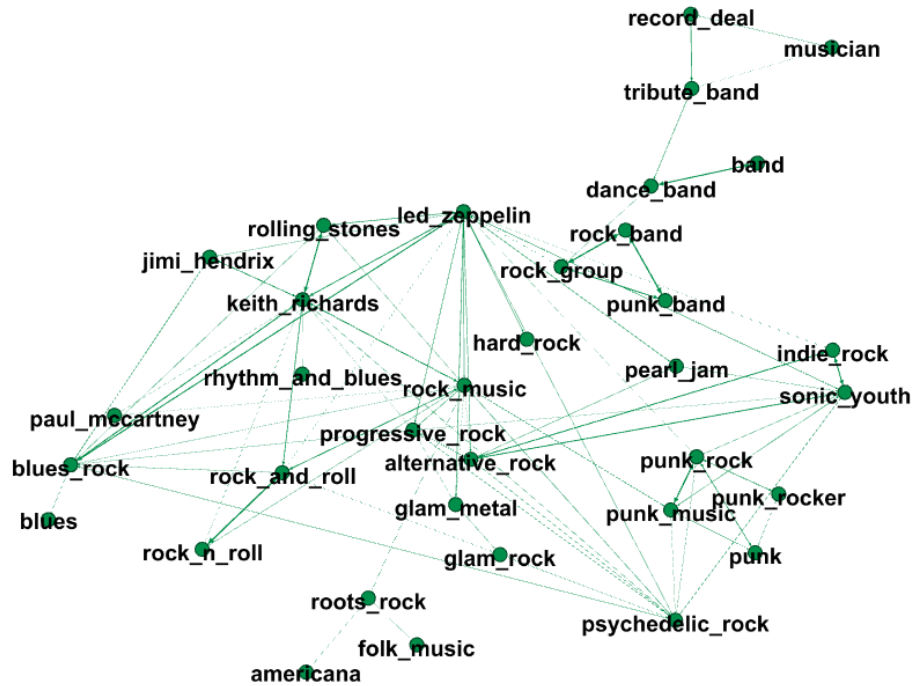 record_deal
musician
tribute_band
band
dance_band
led_zeppelin
rolling_stones
rock_band
jimi_hendrix
rock_group
keith_richards
punk_band
hard_rock
indie_rock
pearl_jam
rhythm_and_blues
rock_music
sonic_youth
paul_mccartney
progressive_rock
alternative_rock
punk_rock
blues_rock
rock_and_roll
punk_rocker
glam_metal
punk_music
blues
rock_n_roll
glam_rock
punk
roots_rock
psychedelic_rock
folk_music
americana